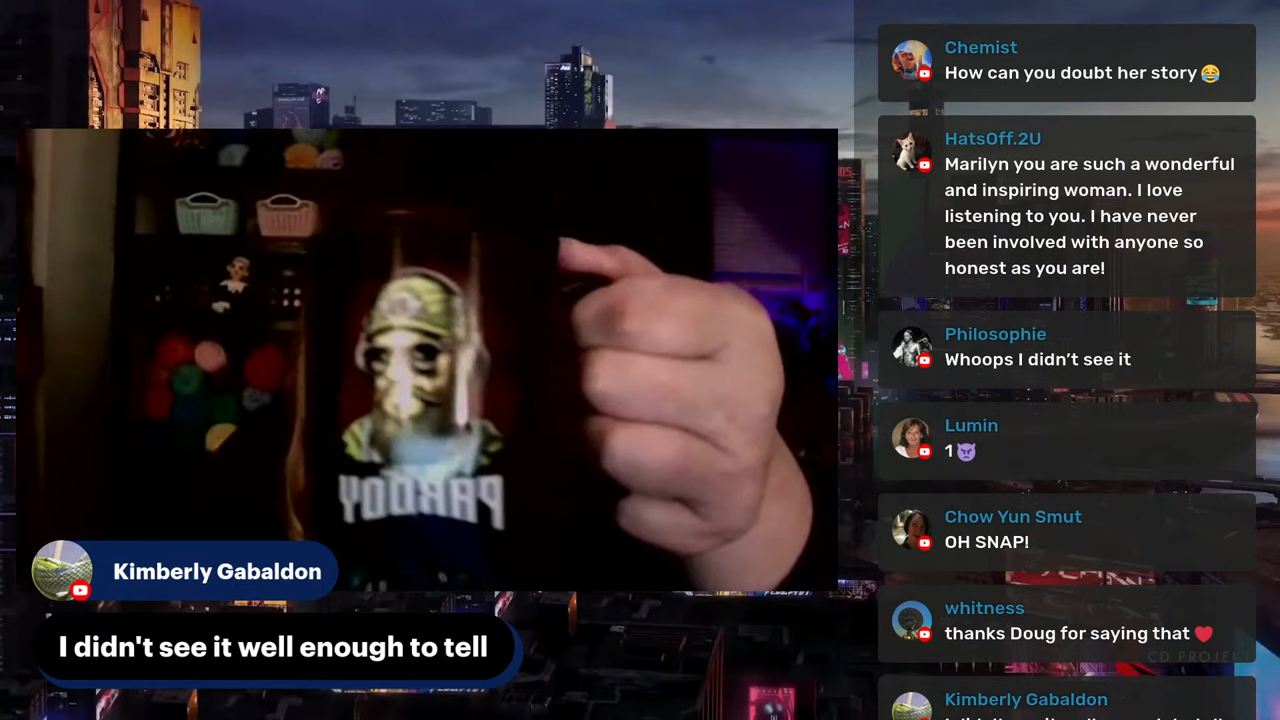 PARODY
Kimberly Gabaldon
I didn't see it well enough to tell
Chemist
How can you doubt her story 😂
HatsOff.2U
Marilyn you are such a wonderful
and inspiring woman. I love
listening to you. I have never
been involved with anyone so
honest as you are!
Philosophie
Whoops I didn’t see it
Lumin
1😈
Chow Yun Smut
OH SNAP!
whitness
thanks Doug for saying that ❤️
CD PROJEK
Kimberly Gabaldon